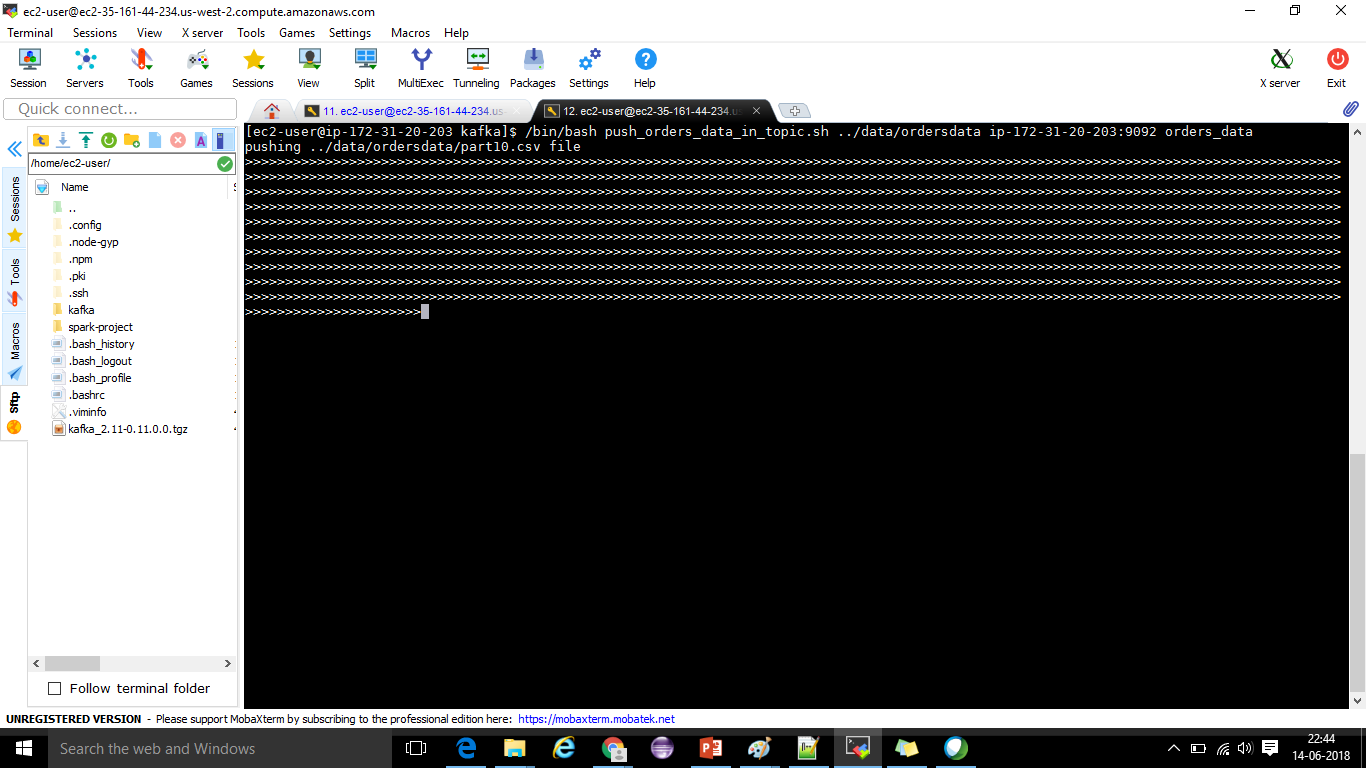 ec2-user@ec2-35-161-44-234.us-west-2.compute.amazonaws.com
Terminal Sessions View X server Tools Games Settings Macros Help
Session Servers Tools Games Sessions View Split MultiExec Tunneling Packages Settings Help X server Exit
Quick connect...
11. ec2-user@ec2-35-161-44-234.us-
12. ec2-user@ec2-35-161-44-234.u
/home/ec2-user/
Name
..
.config
.node-gyp
.npm
.pki
.ssh
kafka
spark-project
.bash_history
.bash_logout
.bash_profile
.bashrc
.viminfo
kafka_2.11-0.11.0.0.tgz
Sessions
Tools
Macros
Sftp
Follow terminal folder
[ec2-user@ip-172-31-20-203 kafka]$ /bin/bash push_orders_data_in_topic.sh ../data/ordersdata ip-172-31-20-203:9092 orders_data
pushing ../data/ordersdata/part10.csv file
>>>>>>>>>>>>>>>>>>>>>>
UNREGISTERED VERSION - Please support MobaXterm by subscribing to the professional edition here: https://mobaxterm.mobatek.net
Search the web and Windows
22:44
14-06-2018